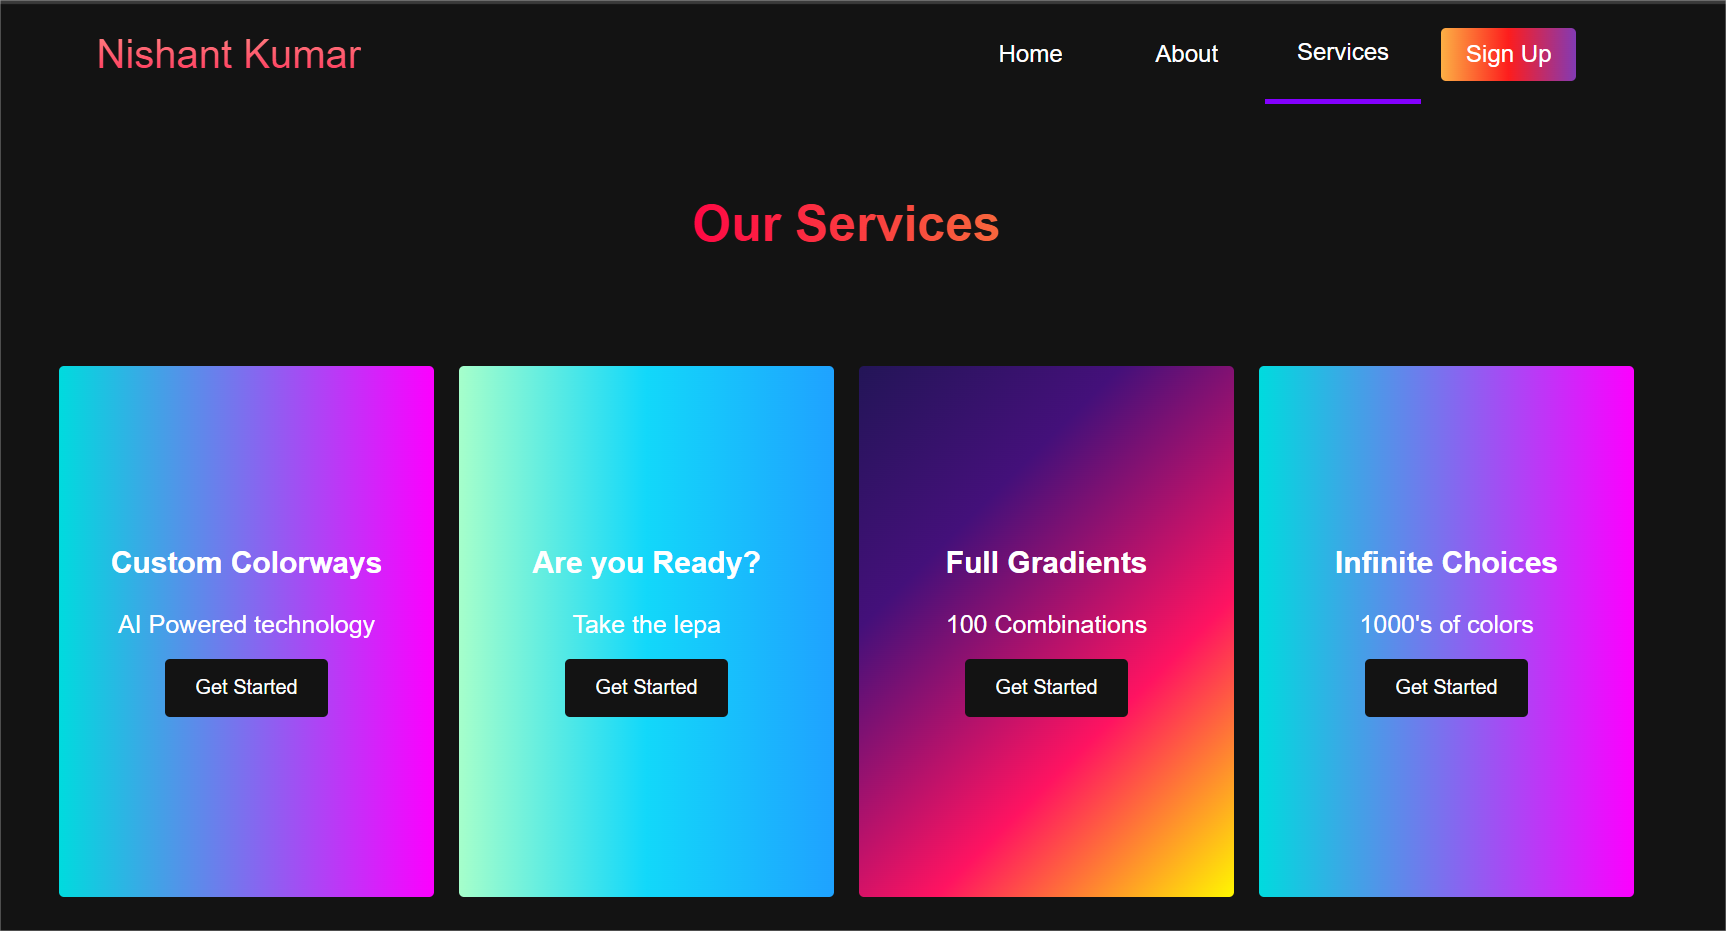 Nishant Kumar
Home
About
Services
Sign Up
Our Services
Custom Colorways
AI Powered technology
Get Started
Are you Ready?
Take the lepa
Get Started
Full Gradients
100 Combinations
Get Started
Infinite Choices
1000's of colors
Get Started